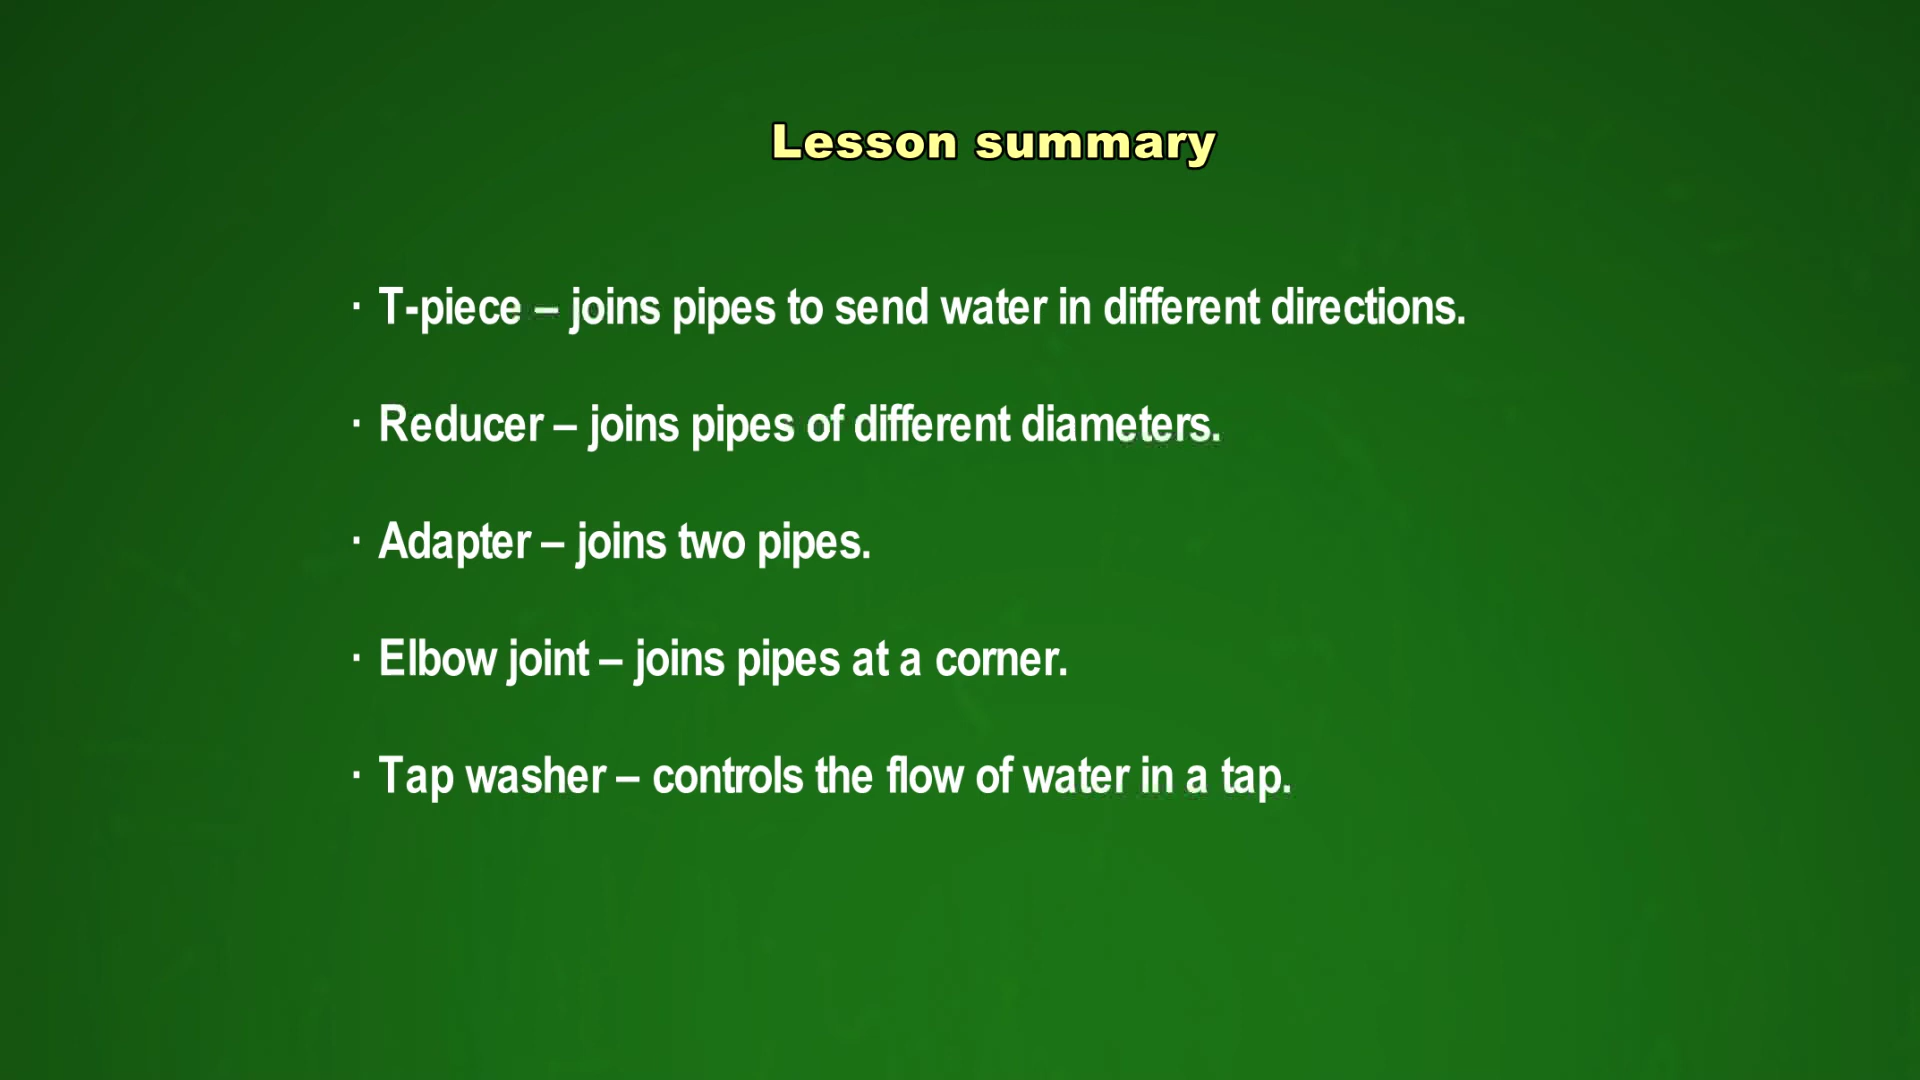 Lesson summary
· T-piece – joins pipes to send water in different directions.
· Reducer – joins pipes of different diameters.
· Adapter – joins two pipes.
· Elbow joint – joins pipes at a corner.
· Tap washer – controls the flow of water in a tap.